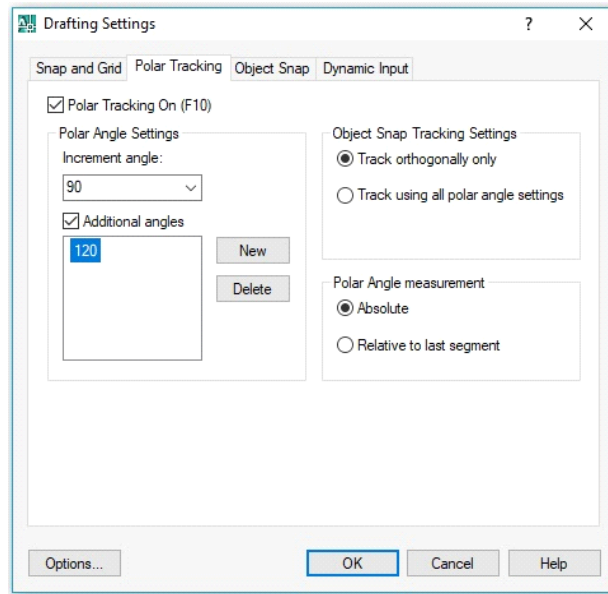 Drafting Settings
?
Snap and Grid Polar Tracking Object Snap Dynamic Input
Polar Tracking On (F10)
Polar Angle Settings
Increment angle:
90
Additional angles
120
New
Delete
Object Snap Tracking Settings
Track orthogonally only
Track using all polar angle settings
Polar Angle measurement
Absolute
Relative to last segment
Options... OK Cancel Help